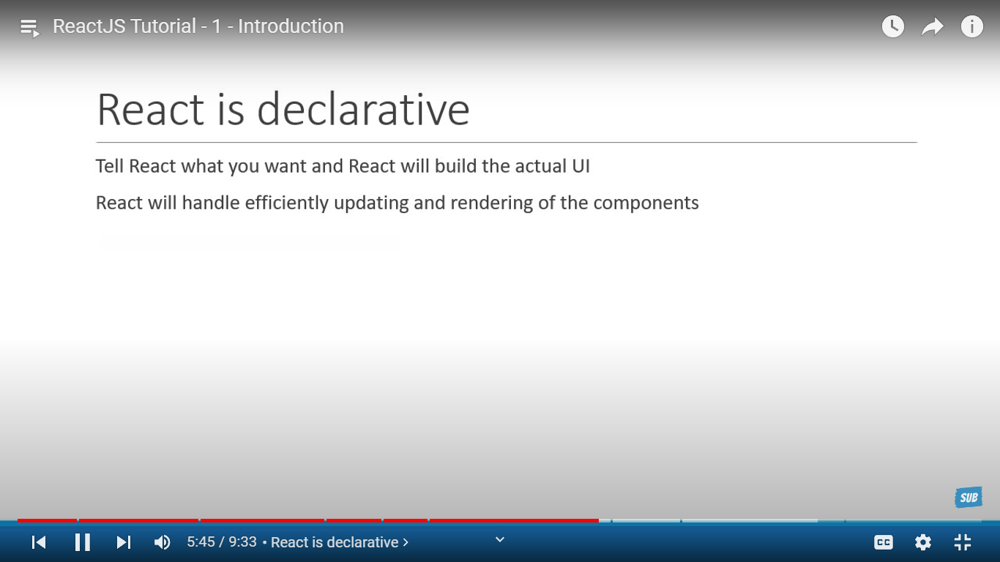 ReactJS Tutorial - 1 - Introduction
React is declarative
Tell React what you want and React will build the actual UI
React will handle efficiently updating and rendering of the components
SUB
5:45 / 9:33 • React is declarative >
CC